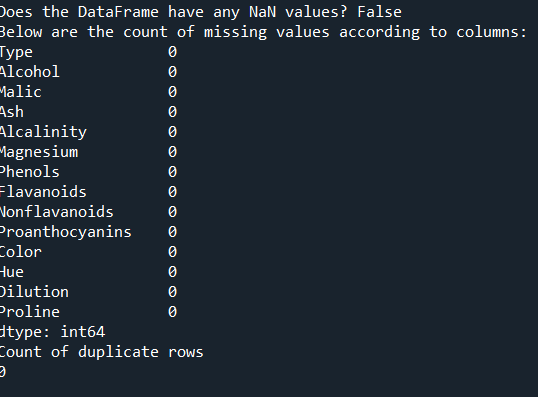 Does the DataFrame have any NaN values? False
Below are the count of missing values according to columns:
Type 0
Alcohol 0
Malic 0
Ash 0
Alcalinity 0
Magnesium 0
Phenols 0
Flavanoids 0
Nonflavanoids 0
Proanthocyanins 0
Color 0
Hue 0
Dilution 0
Proline 0
dtype: int64
Count of duplicate rows
0